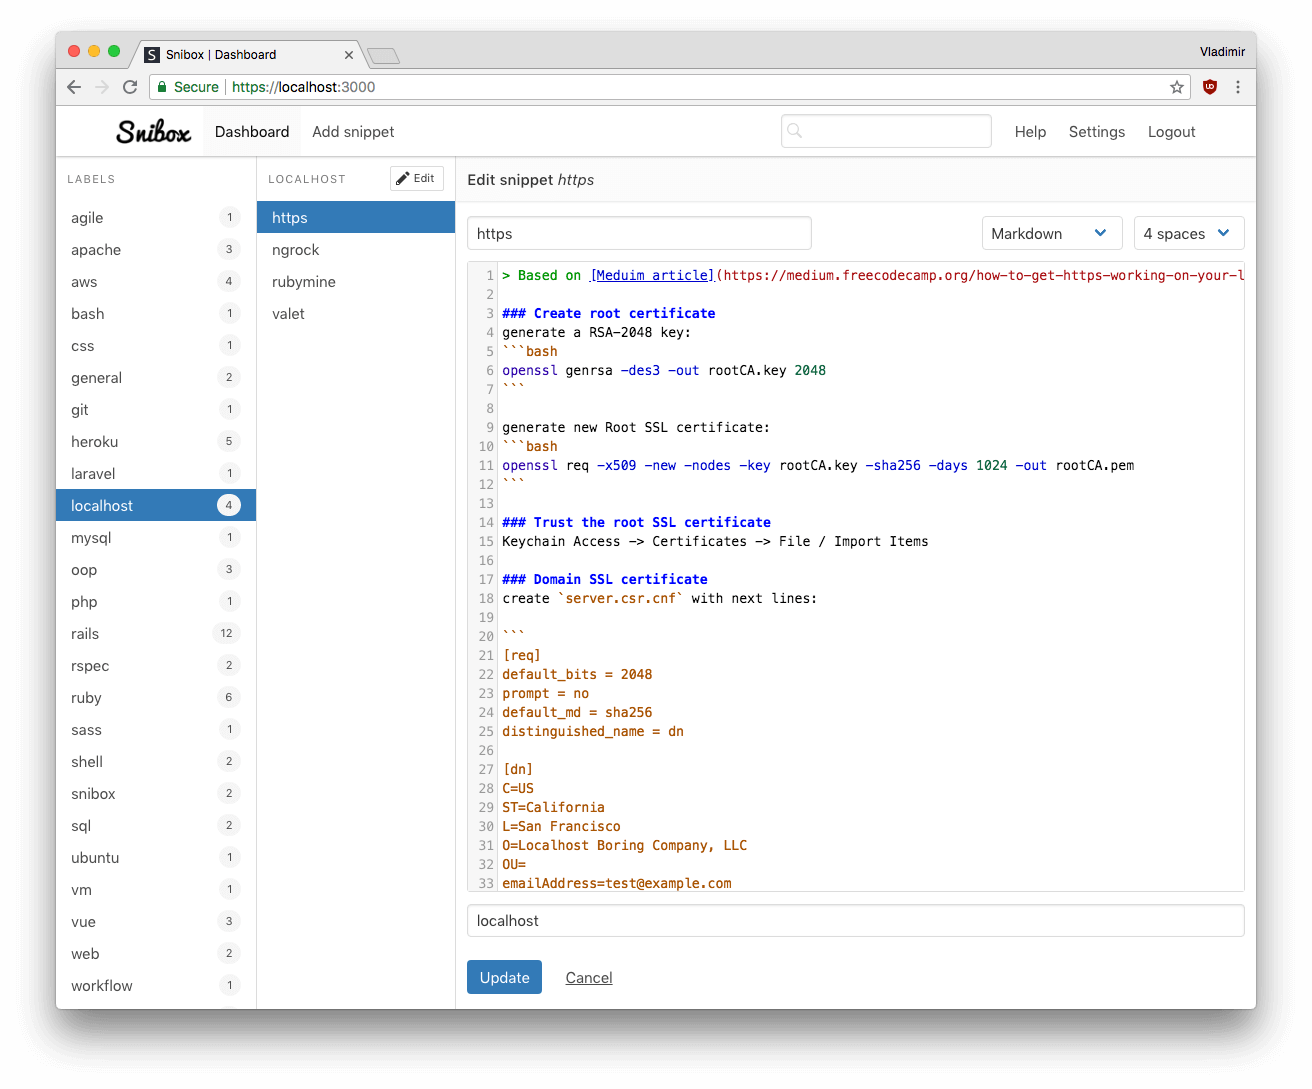 Snibox | Dashboard
Vladimir
Secure https://localhost:3000
Snibox Dashboard Add snippet Help Settings Logout
LABELS
agile 1
apache 3
aws 4
bash 1
css 1
general 2
git 1
heroku 5
laravel 1
localhost 4
mysql 1
oop 3
php 1
rails 12
rspec 2
ruby 6
sass 1
shell 2
snibox 2
sql 2
ubuntu 1
vm 1
vue 3
web 2
workflow 1
LOCALHOST Edit
https
ngrock
rubymine
valet
Edit snippet https
https Markdown 4 spaces
1 > Based on [Meduim article](https://medium.freecodecamp.org/how-to-get-https-working-on-your-l
2
3 ### Create root certificate
4 generate a RSA-2048 key:
5 ```bash
6 openssl genrsa -des3 -out rootCA.key 2048
7 ```
8
9 generate new Root SSL certificate:
10 ```bash
11 openssl req -x509 -new -nodes -key rootCA.key -sha256 -days 1024 -out rootCA.pem
12 ```
13
14 ### Trust the root SSL certificate
15 Keychain Access -> Certificates -> File / Import Items
16
17 ### Domain SSL certificate
18 create `server.csr.cnf` with next lines:
19
20 ```
21 [req]
22 default_bits = 2048
23 prompt = no
24 default_md = sha256
25 distinguished_name = dn
26
27 [dn]
28 C=US
29 ST=California
30 L=San Francisco
31 O=Localhost Boring Company, LLC
32 OU=
33 emailAddress=test@example.com
localhost
Update Cancel